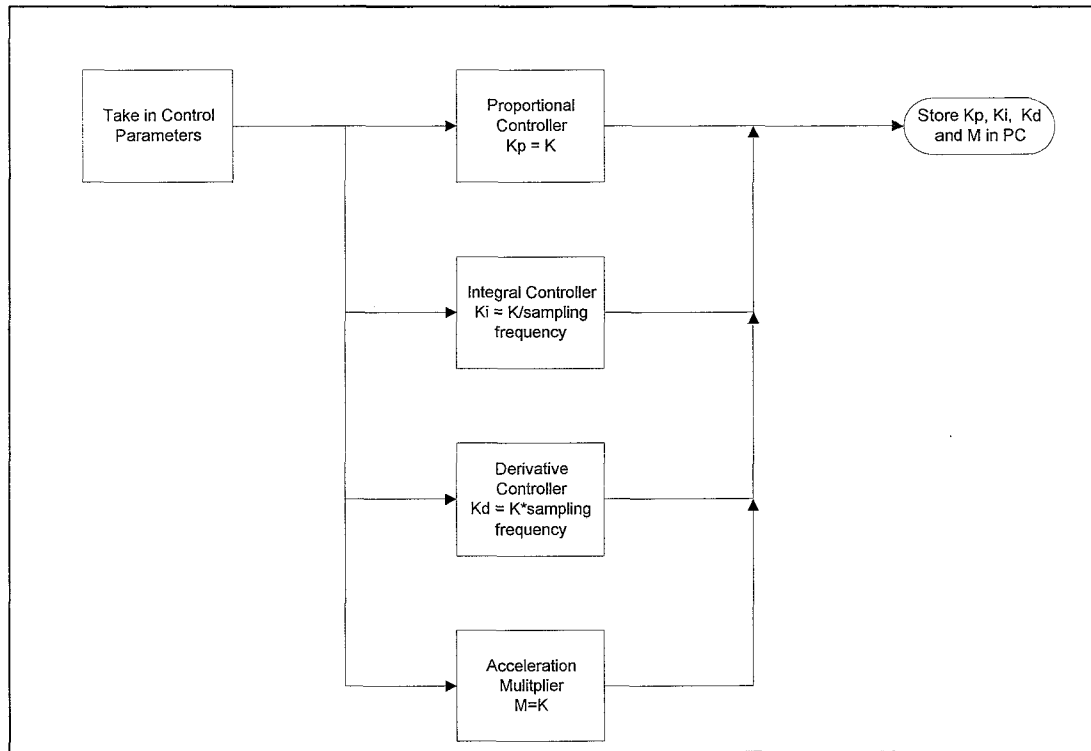 Take in Control
Parameters
Proportional
Controller
Kp = K
Store Kp, Ki, Kd
and M in PC
Integral Controller
Ki = K/sampling
frequency
Derivative
Controller
Kd = K*sampling
frequency
Acceleration
Mulitplier
M=K